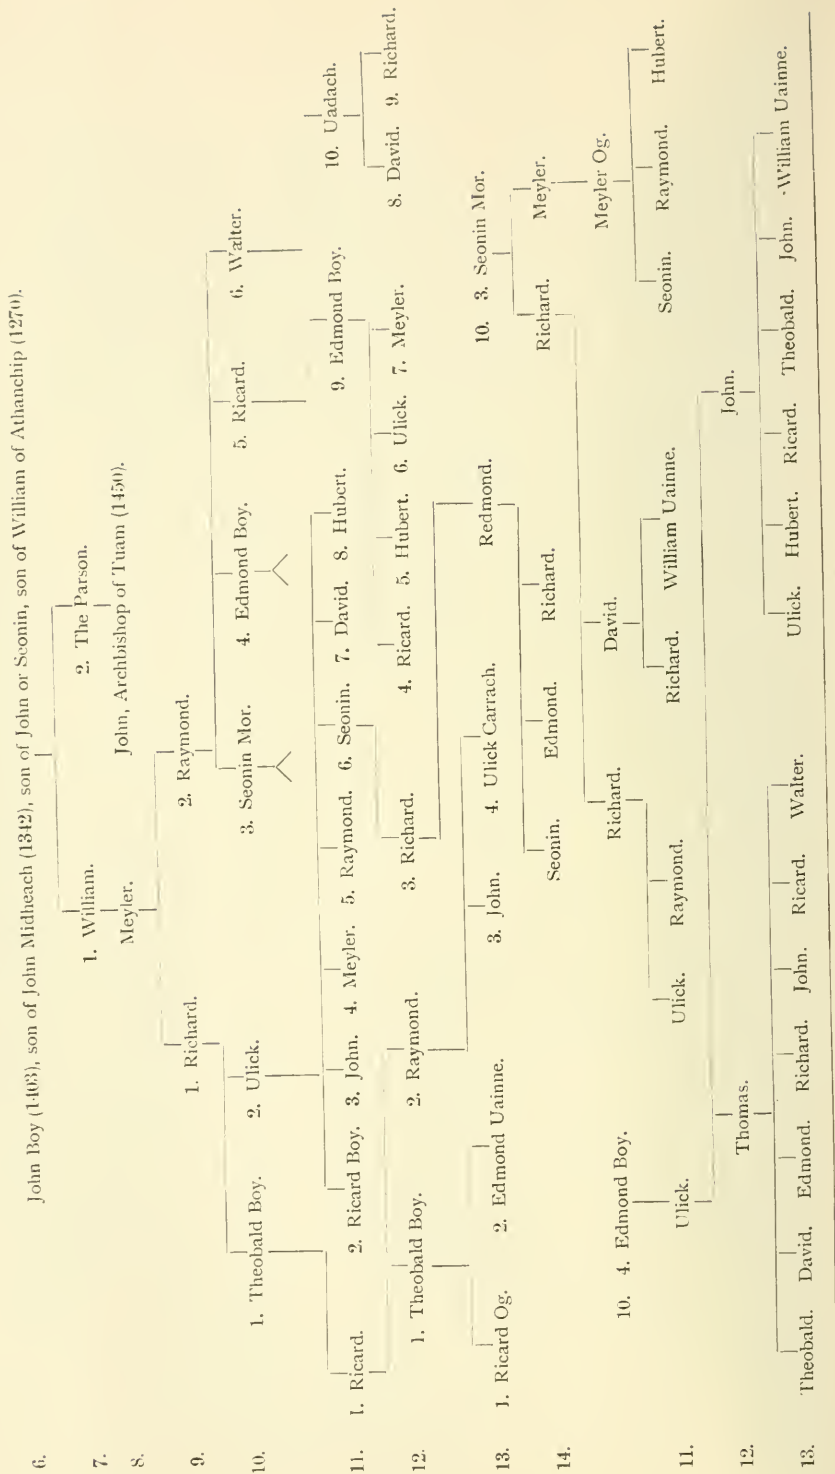 John Boy (1403), son of John Midheach (1342), son of John or Seonin, son of William of Athanchip (1270).
6.
7. 1. William. 2. The Parson.
8. Meyler. John, Archbishop of Tuam (1450).
9. 1. Richard. 2. Raymond.
10. 1. Theobald Boy. 2. Ulick. 3. Seonin Mor. 4. Edmond Boy. 5. Ricard. 6. Walter.
11. 1. Ricard. 2. Ricard Boy. 3. John. 4. Meyler. 5. Raymond. 6. Seonin. 7. David. 8. Hubert. 9. Edmond Boy. 10. Uadach.
12. 1. Theobald Boy. 2. Raymond. 3. Richard. 4. Ricard. 5. Hubert. 6. Ulick. 7. Meyler. 8. David. 9. Richard.
13. 1. Ricard Og. 2. Edmond Uainne. 3. John. 4. Ulick Carrach. Redmond.
14. Seonin. Edmond. Richard.
10. 3. Seonin Mor.
Richard. Meyler.
Richard. David. Meyler Og.
Ulick. Raymond. Richard. William Uainne. Seonin. Raymond. Hubert.
10. 4. Edmond Boy.
11. Ulick.
12. Thomas. John.
13. Theobald. David. Edmond. Richard. John. Ricard. Walter. Ulick. Hubert. Ricard. Theobald. John. William Uainne.